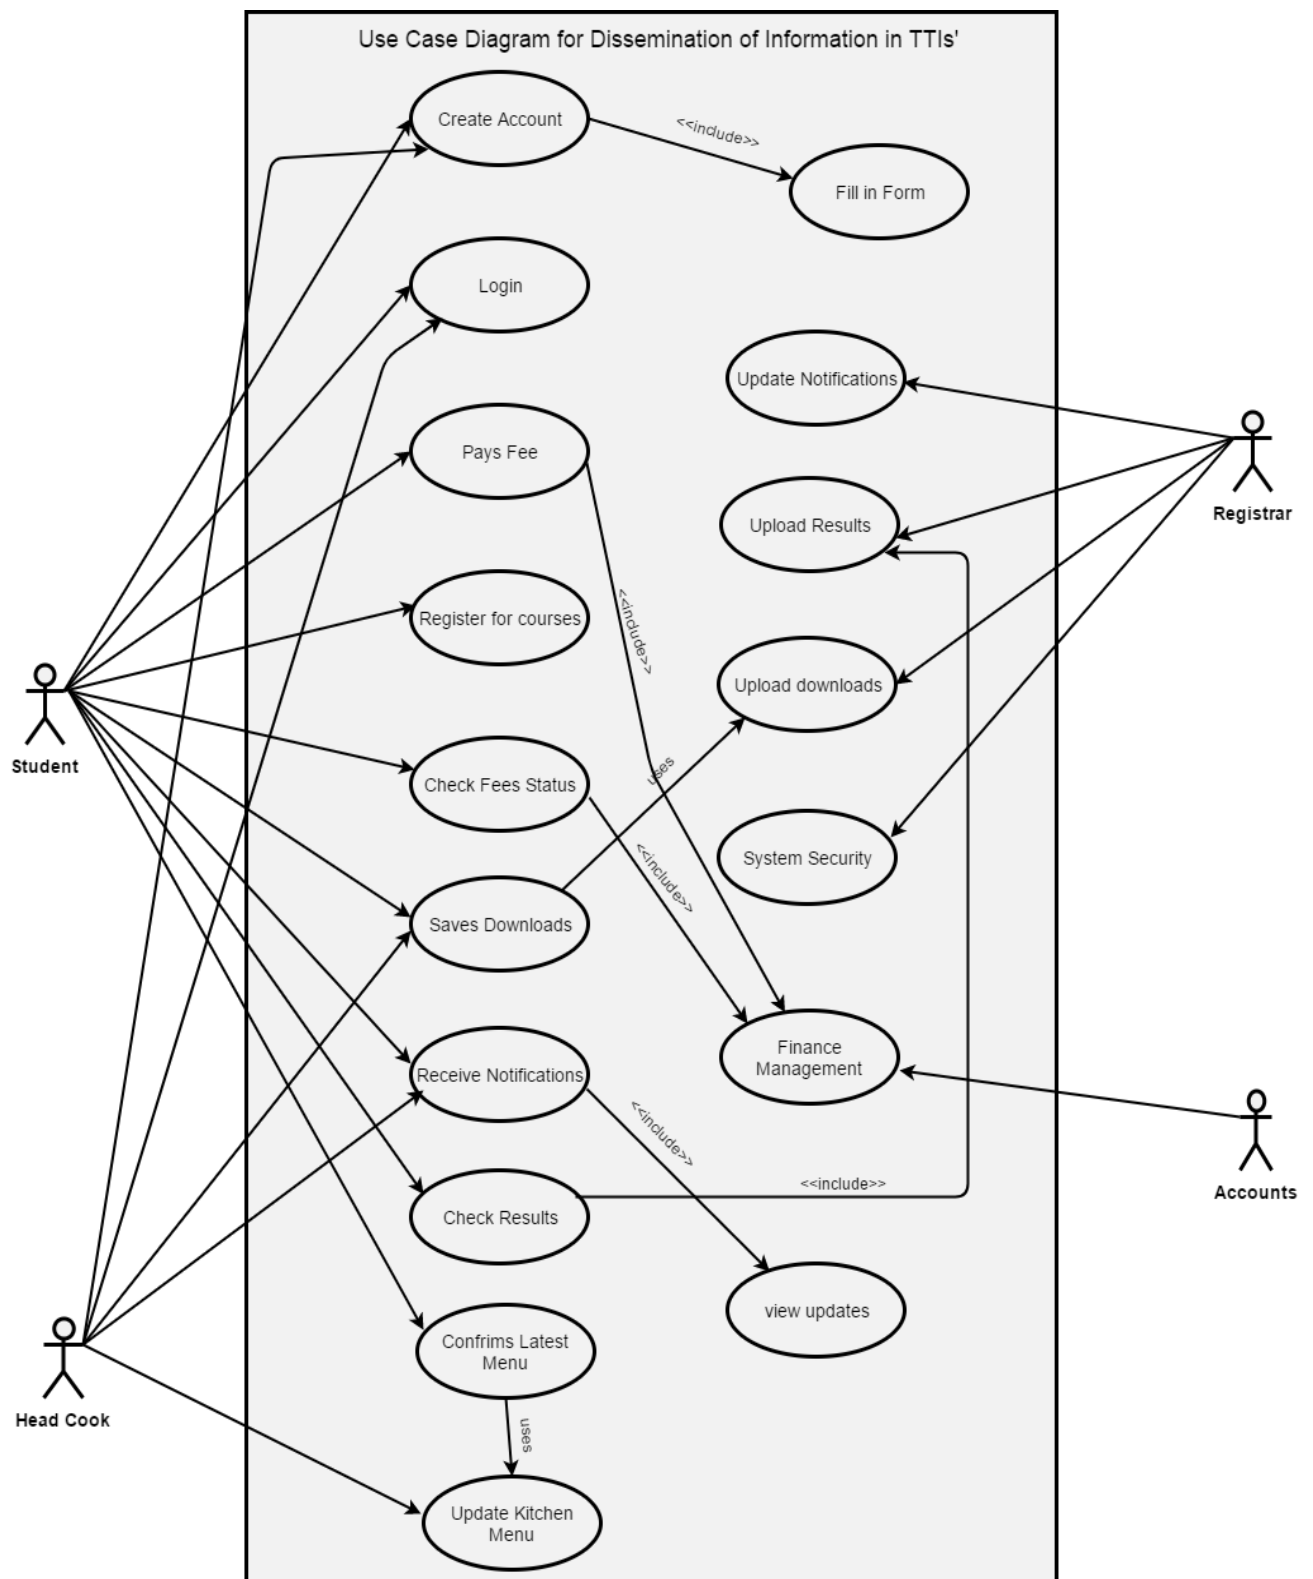 Use Case Diagram for Dissemination of Information in TTIs'
Create Account
<<include>>
Fill in Form
Login
Update Notifications
Pays Fee
Registrar
Upload Results
<<include>>
Register for courses
Upload downloads
Student
uses
Check Fees Status
<<include>>
System Security
Saves Downloads
Finance
Management
Receive Notifications
<<include>>
Accounts
<<include>>
Check Results
view updates
Confrims Latest
Menu
Head Cook
uses
Update Kitchen
Menu